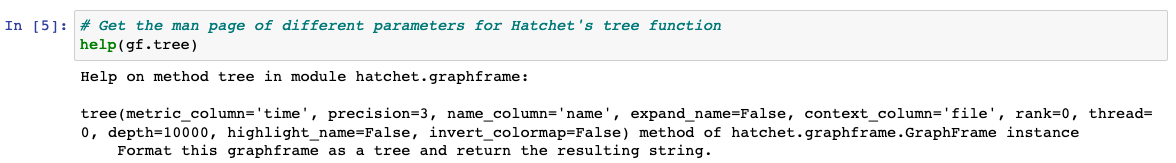 In [5]: # Get the man page of different parameters for Hatchet's tree function
help(gf.tree)
Help on method tree in module hatchet.graphframe:
tree(metric_column='time', precision=3, name_column='name', expand_name=False, context_column='file', rank=0, thread=
0, depth=10000, highlight_name=False, invert_colormap=False) method of hatchet.graphframe.GraphFrame instance
    Format this graphframe as a tree and return the resulting string.